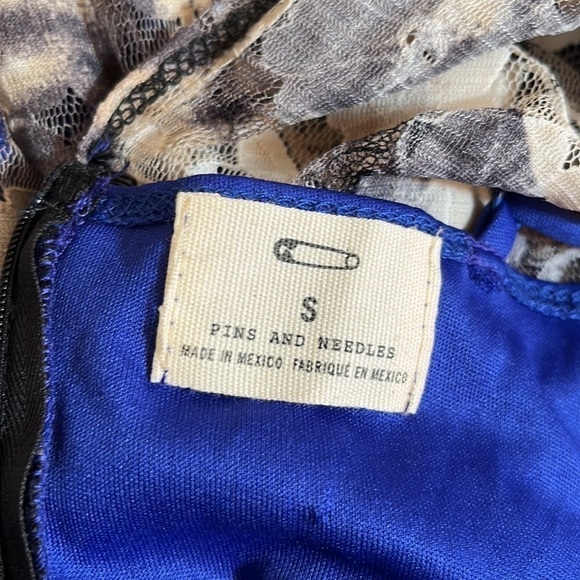 S
PINS AND NEEDLES
MADE IN MEXICO FABRIQUÉ EN MEXICO